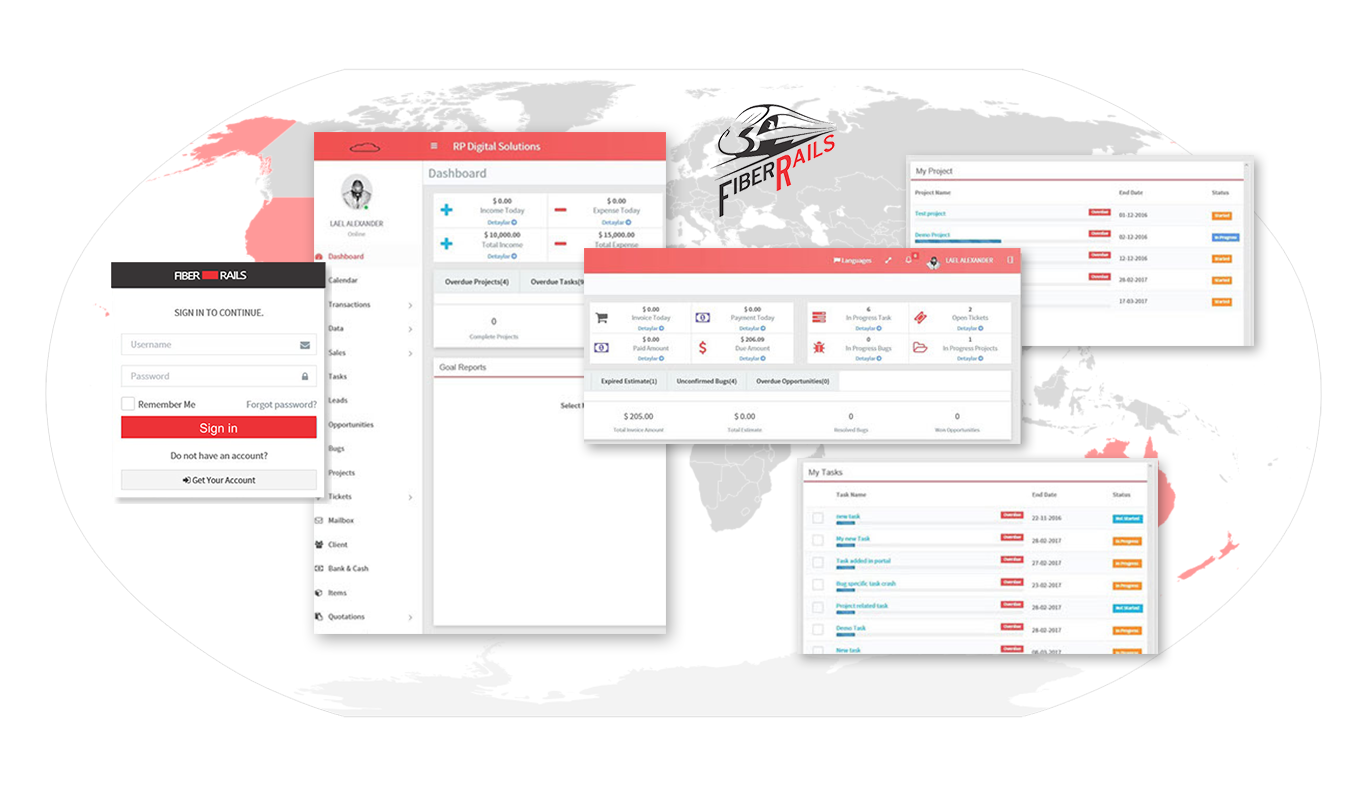 FIBERRAILS
FIBER RAILS
SIGN IN TO CONTINUE.
Username
Password
Remember Me
Forgot password?
Sign in
Do not have an account?
Get Your Account
RP Digital Solutions
LAEL ALEXANDER
Online
Dashboard
Calendar
Transactions
Data
Sales
Tasks
Leads
Opportunities
Bugs
Projects
Tickets
Mailbox
Client
Bank & Cash
Items
Quotations
Dashboard
$ 0.00
Income Today
Detaylar
$ 0.00
Expense Today
Detaylar
$ 10,000.00
Total Income
Detaylar
$ 15,000.00
Total Expense
Overdue Projects(4)
Overdue Tasks(9
0
Complete Projects
Goal Reports
Languages
LAEL ALEXANDER
$ 0.00
Invoice Today
Detaylar
$ 0.00
Payment Today
Detaylar
$ 0.00
Paid Amount
Detaylar
$ 206.09
Due Amount
Detaylar
6
In Progress Task
Detaylar
2
Open Tickets
Detaylar
0
In Progress Bugs
Detaylar
1
In Progress Projects
Detaylar
Expired Estimate(1)
Unconfirmed Bugs(4)
Overdue Opportunities(0)
$ 205.00
Total Invoice Amount
$ 0.00
Total Estimate
0
Resolved Bugs
0
Won Opportunities
My Project
Project Name End Date Status
Test project Overdue 01-12-2016 Started
Demo Project Overdue 02-12-2016 In Progress
Overdue 12-12-2016 Started
Overdue 28-02-2017 Started
17-03-2017 Started
My Tasks
Task Name End Date Status
new task Overdue 22-11-2016 Not Started
My new Task Overdue 28-02-2017 In Progress
Task added in portal Overdue 27-02-2017 In Progress
Bug specific task crash Overdue 23-02-2017 In Progress
Project related task Overdue 26-02-2017 Not Started
Demo Task Overdue 28-02-2017 In Progress
New task Overdue